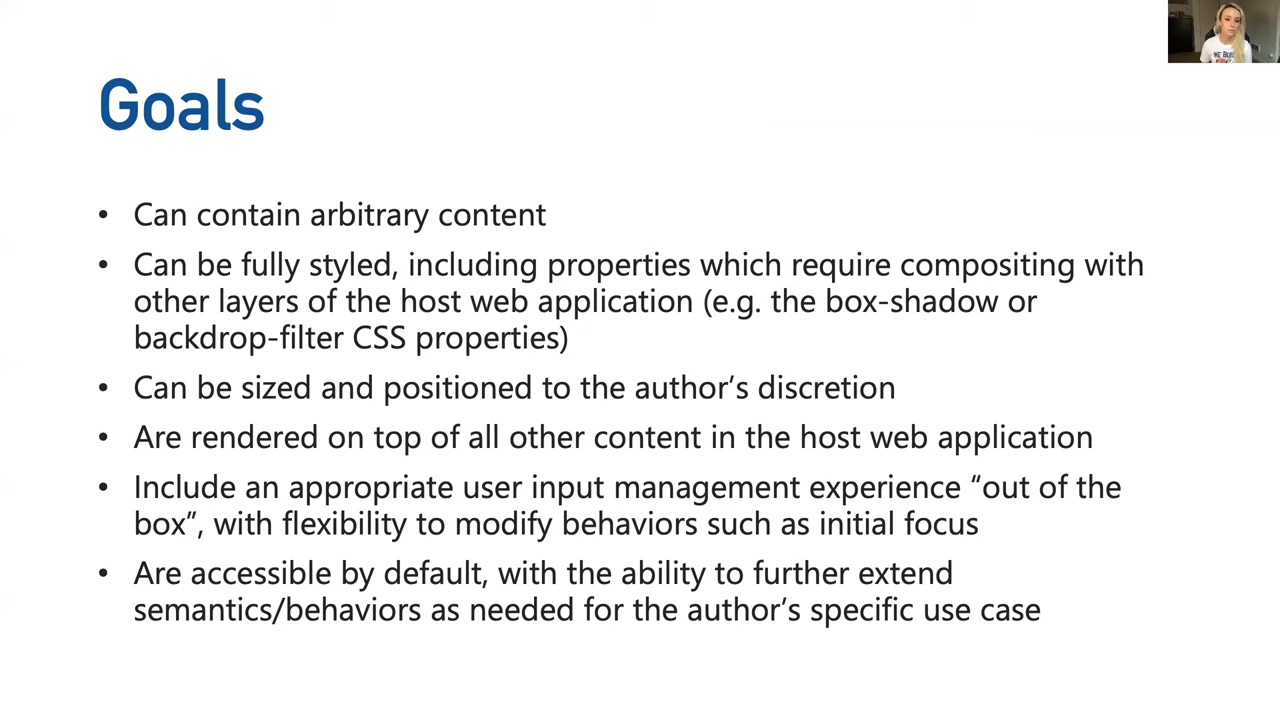 Goals
• Can contain arbitrary content
• Can be fully styled, including properties which require compositing with
other layers of the host web application (e.g. the box-shadow or
backdrop-filter CSS properties)
• Can be sized and positioned to the author’s discretion
• Are rendered on top of all other content in the host web application
• Include an appropriate user input management experience “out of the
box”, with flexibility to modify behaviors such as initial focus
• Are accessible by default, with the ability to further extend
semantics/behaviors as needed for the author’s specific use case